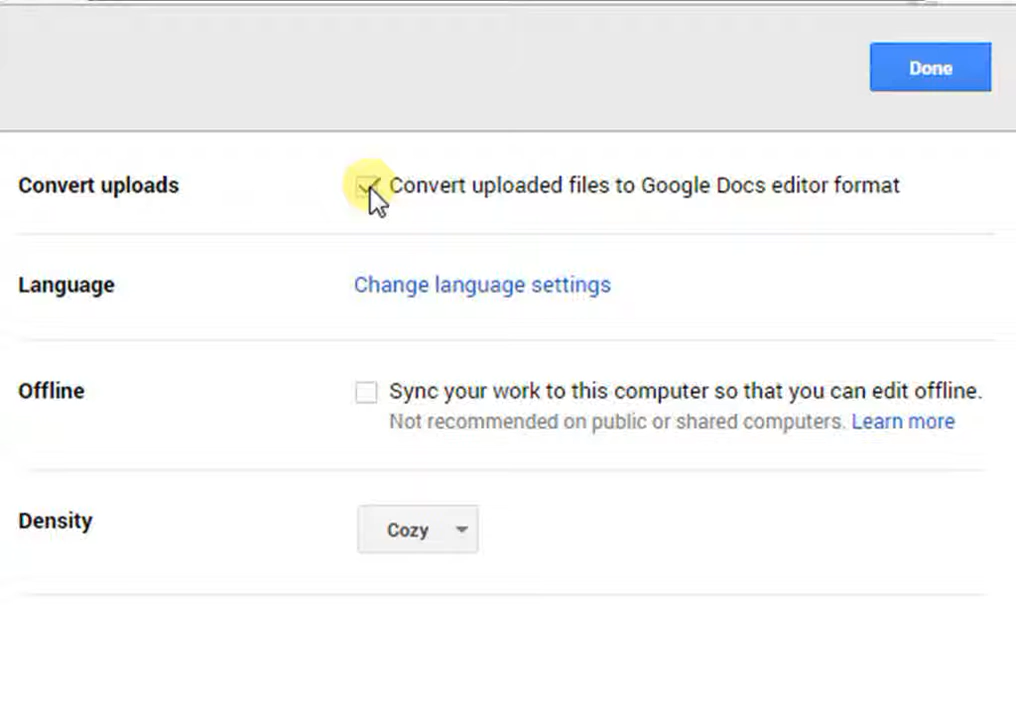 Done
Convert uploads
Convert uploaded files to Google Docs editor format
Language
Change language settings
Offline
Sync your work to this computer so that you can edit offline.
Not recommended on public or shared computers. Learn more
Density
Cozy